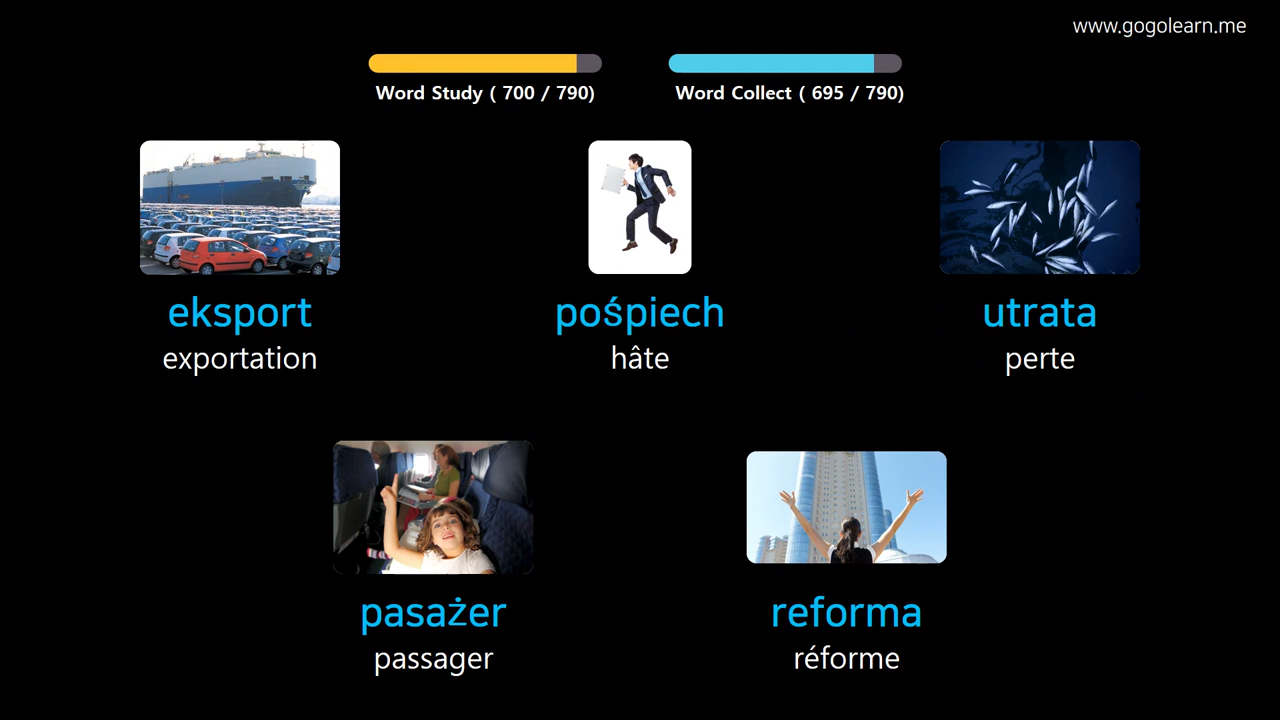 www.gogolearn.me
Word Study ( 700 / 790)
Word Collect ( 695 / 790)
eksport
exportation
pośpiech
hâte
utrata
perte
pasażer
passager
reforma
réforme